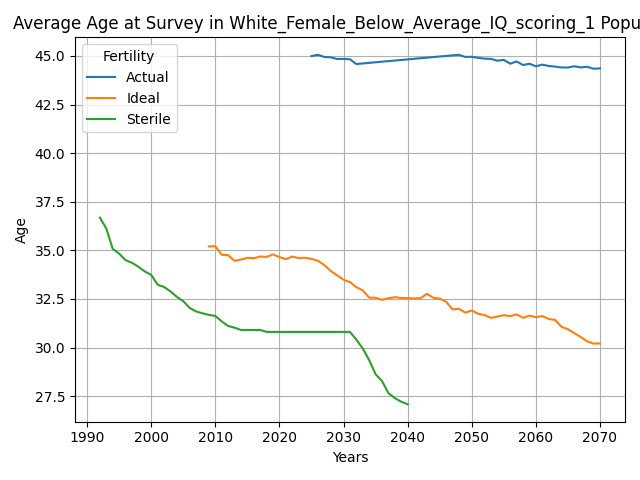 Average Age at Survey in White_Female_Below_Average_IQ_scoring_1 Popu
Fertility
Actual
Ideal
Sterile
45.0
42.5
40.0
37.5
35.0
32.5
30.0
27.5
Age
1990 2000 2010 2020 2030 2040 2050 2060 2070
Years